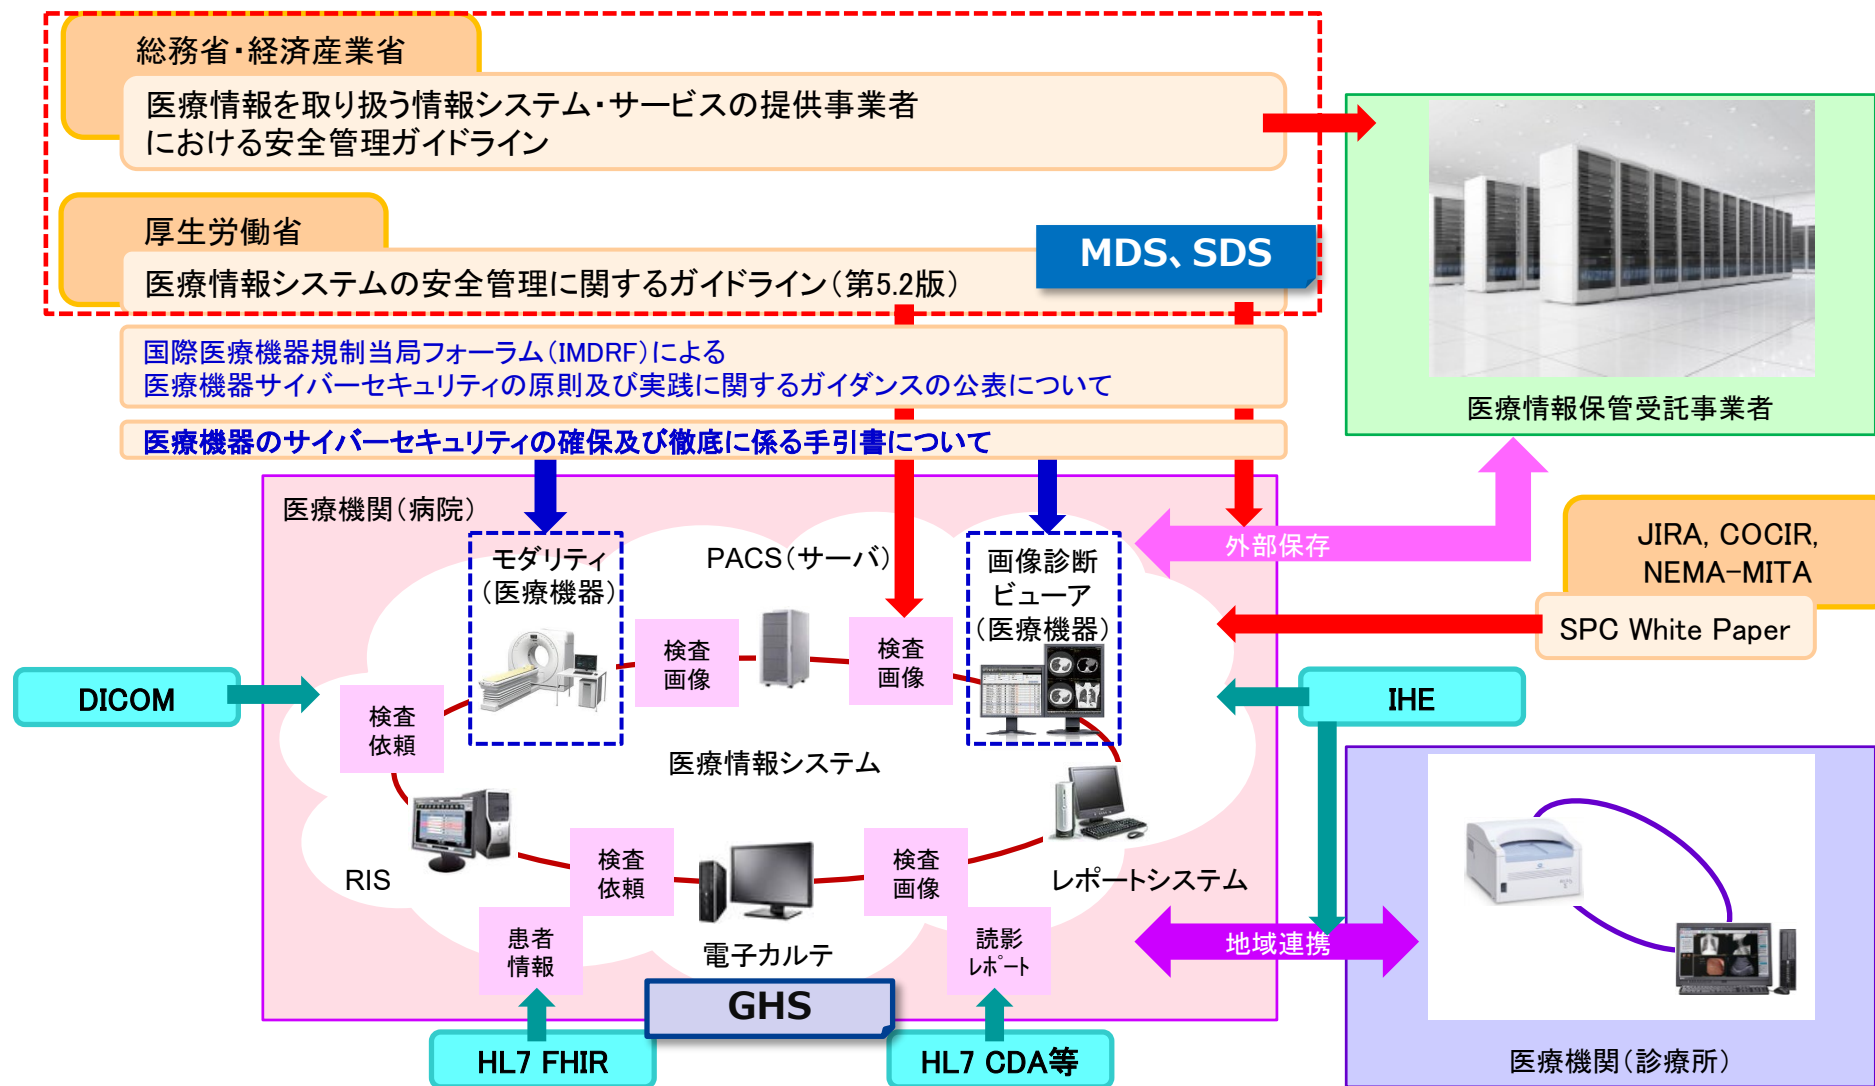 総務省・経済産業省
医療情報を取り扱う情報システム・サービスの提供事業者
における安全管理ガイドライン
厚生労働省
MDS、SDS
医療情報システムの安全管理に関するガイドライン（第5.2版）
国際医療機器規制当局フォーラム（IMDRF）による
医療機器サイバーセキュリティの原則及び実践に関するガイダンスの公表について
医療機器のサイバーセキュリティの確保及び徹底に係る手引書について
医療情報保管受託事業者
医療機関（病院）
モダリティ
（医療機器）
PACS（サーバ）
画像診断
ビューア
（医療機器）
外部保存
JIRA, COCIR,
NEMA-MITA
SPC White Paper
検査
画像
検査
画像
DICOM
検査
依頼
IHE
医療情報システム
RIS
検査
依頼
検査
画像
レポートシステム
患者
情報
電子カルテ
読影
ﾚﾎﾟｰﾄ
地域連携
GHS
HL7 FHIR
HL7 CDA等
医療機関（診療所）